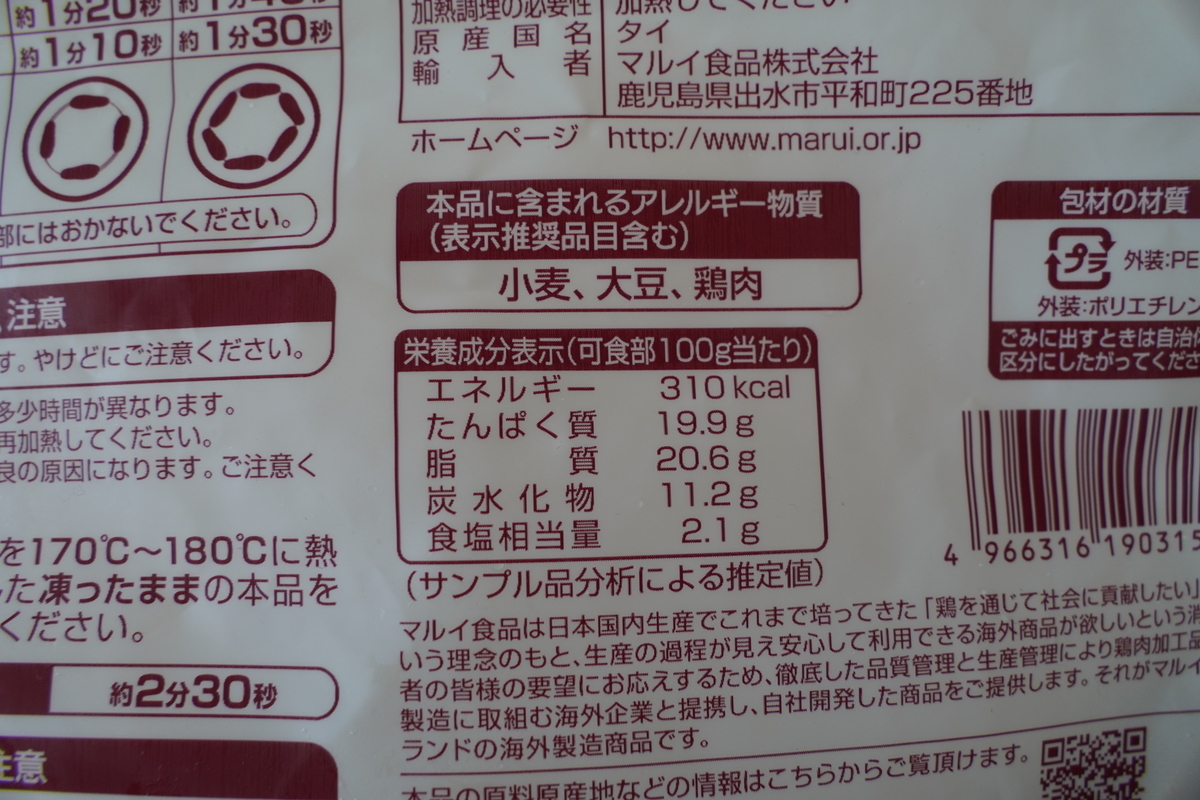 約1分20秒
約1分10秒 約1分30秒
部にはおかないでください。
注意
す。やけどにご注意ください。
多少時間が異なります。
再加熱してください。
良の原因になります。ご注意く
を170℃～180℃に熱
した凍ったままの本品を
ください。
約2分30秒
注意
加熱調理の必要性 加熱してください
原産国名 タイ
輸入者 マルイ食品株式会社
鹿児島県出水市平和町225番地
ホームページ http://www.marui.or.jp
本品に含まれるアレルギー物質
(表示推奨品目含む)
小麦、大豆、鶏肉
栄養成分表示(可食部100g当たり)
エネルギー 310kcal
たんぱく質 19.9g
脂質 20.6g
炭水化物 11.2g
食塩相当量 2.1g
(サンプル品分析による推定値)
マルイ食品は日本国内生産でこれまで培ってきた「鶏を通じて社会に貢献したい」
いう理念のもと、生産の過程が見え安心して利用できる海外商品が欲しいという
者の皆様の要望にお応えするため、徹底した品質管理と生産管理により鶏肉加工
製造に取組む海外企業と提携し、自社開発した商品をご提供します。それがマルイ
ランドの海外製造商品です。
本品の原料原産地などの情報はこちらからご覧頂けます。
包材の材質
プラ
外装:PE
外装:ポリエチレン
ごみに出すときは自治体
区分にしたがってくださ
4 966316 190315